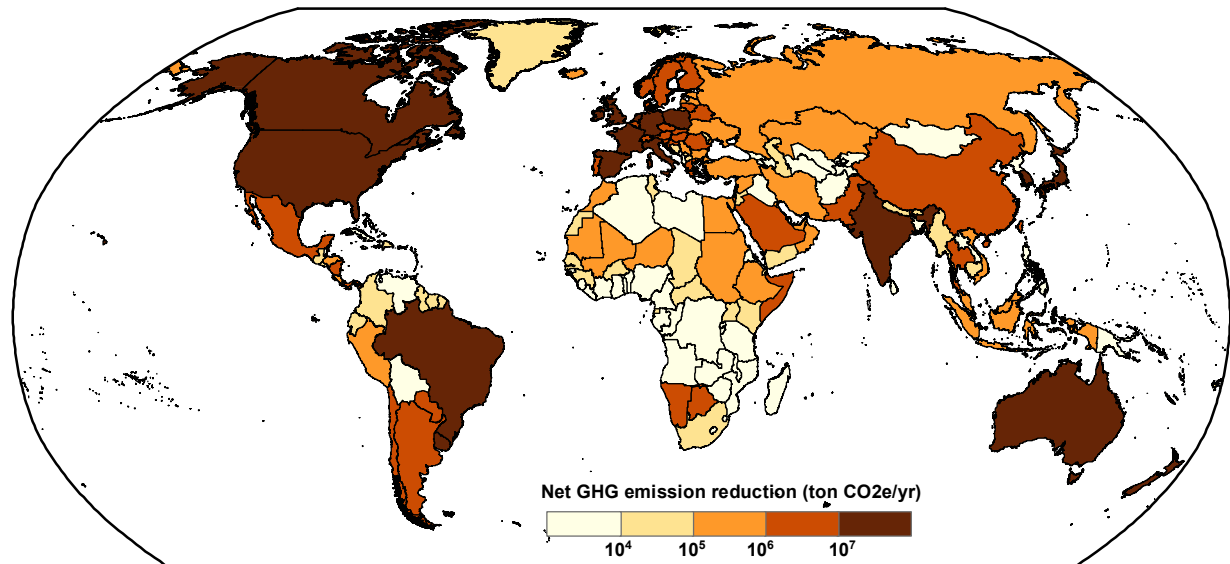 Net GHG emission reduction (ton CO2e/yr)
10⁴ 10⁵ 10⁶ 10⁷